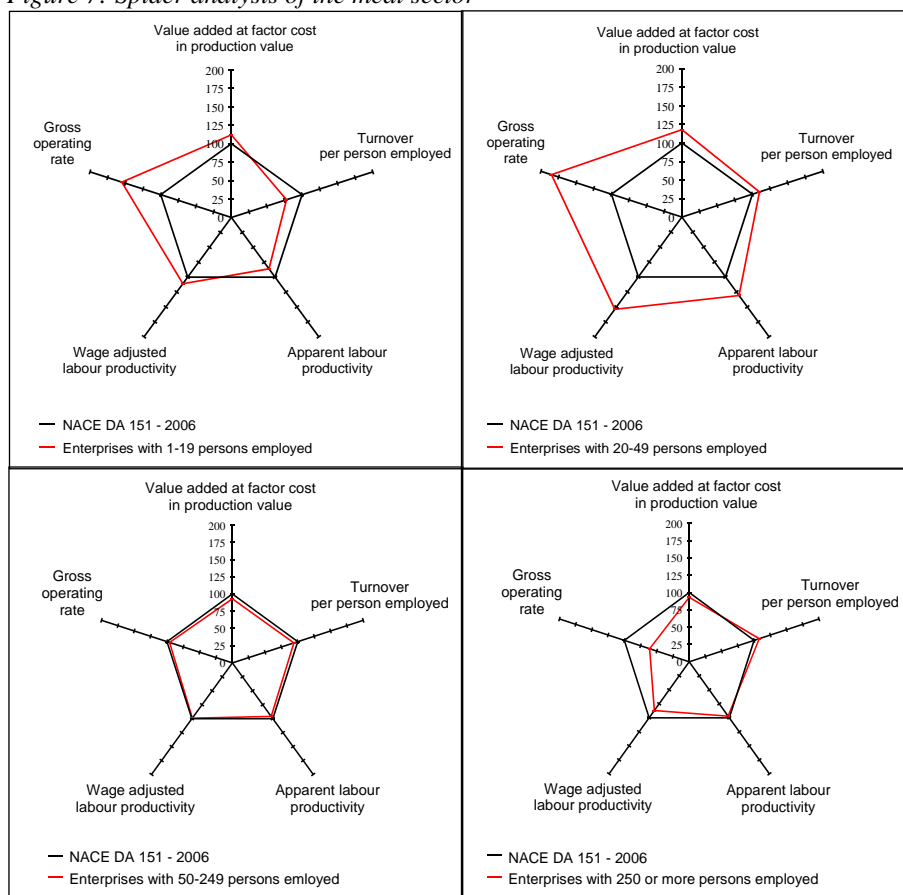 Figure 7: Spider analysis of the meat sector
Value added at factor cost
in production value
200
175
150
125
100
75
50
25
0
Gross
operating
rate
Turnover
per person employed
Wage adjusted
labour productivity
Apparent labour
productivity
NACE DA 151 - 2006
Enterprises with 1-19 persons employed
Value added at factor cost
in production value
200
175
150
125
100
75
50
25
0
Gross
operating
rate
Turnover
per person employed
Wage adjusted
labour productivity
Apparent labour
productivity
NACE DA 151 - 2006
Enterprises with 20-49 persons employed
Value added at factor cost
in production value
200
175
150
125
100
75
50
25
0
Gross
operating
rate
Turnover
per person employed
Wage adjusted
labour productivity
Apparent labour
productivity
NACE DA 151 - 2006
Enterprises with 50-249 persons emloyed
Value added at factor cost
in production value
200
175
150
125
100
75
50
25
0
Gross
operating
rate
Turnover
per person employed
Wage adjusted
labour productivity
Apparent labour
productivity
NACE DA 151 - 2006
Enterprises with 250 or more persons employed